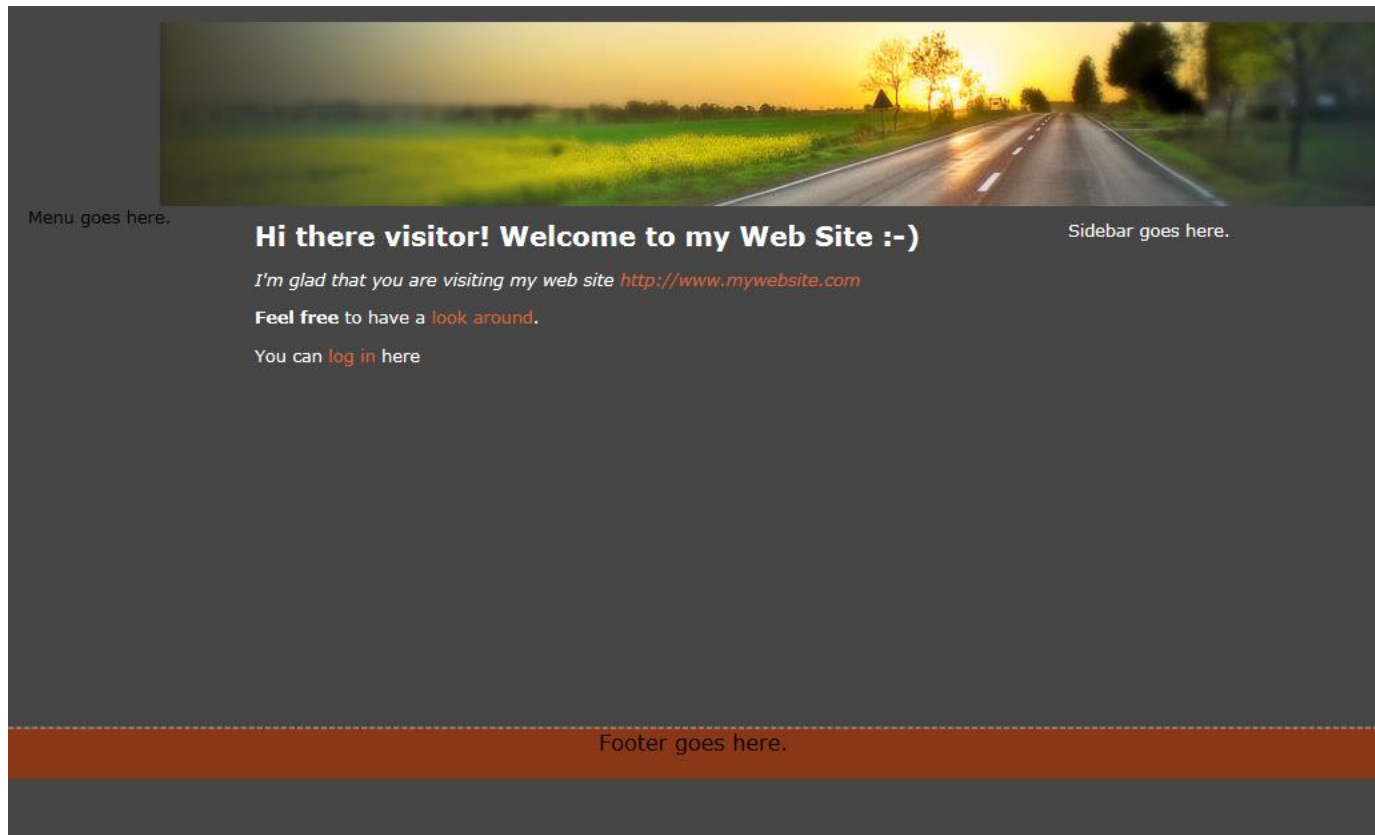 Menu goes here.
Hi there visitor! Welcome to my Web Site :-)
I'm glad that you are visiting my web site http://www.mywebsite.com
Feel free to have a look around.
You can log in here
Sidebar goes here.
Footer goes here.